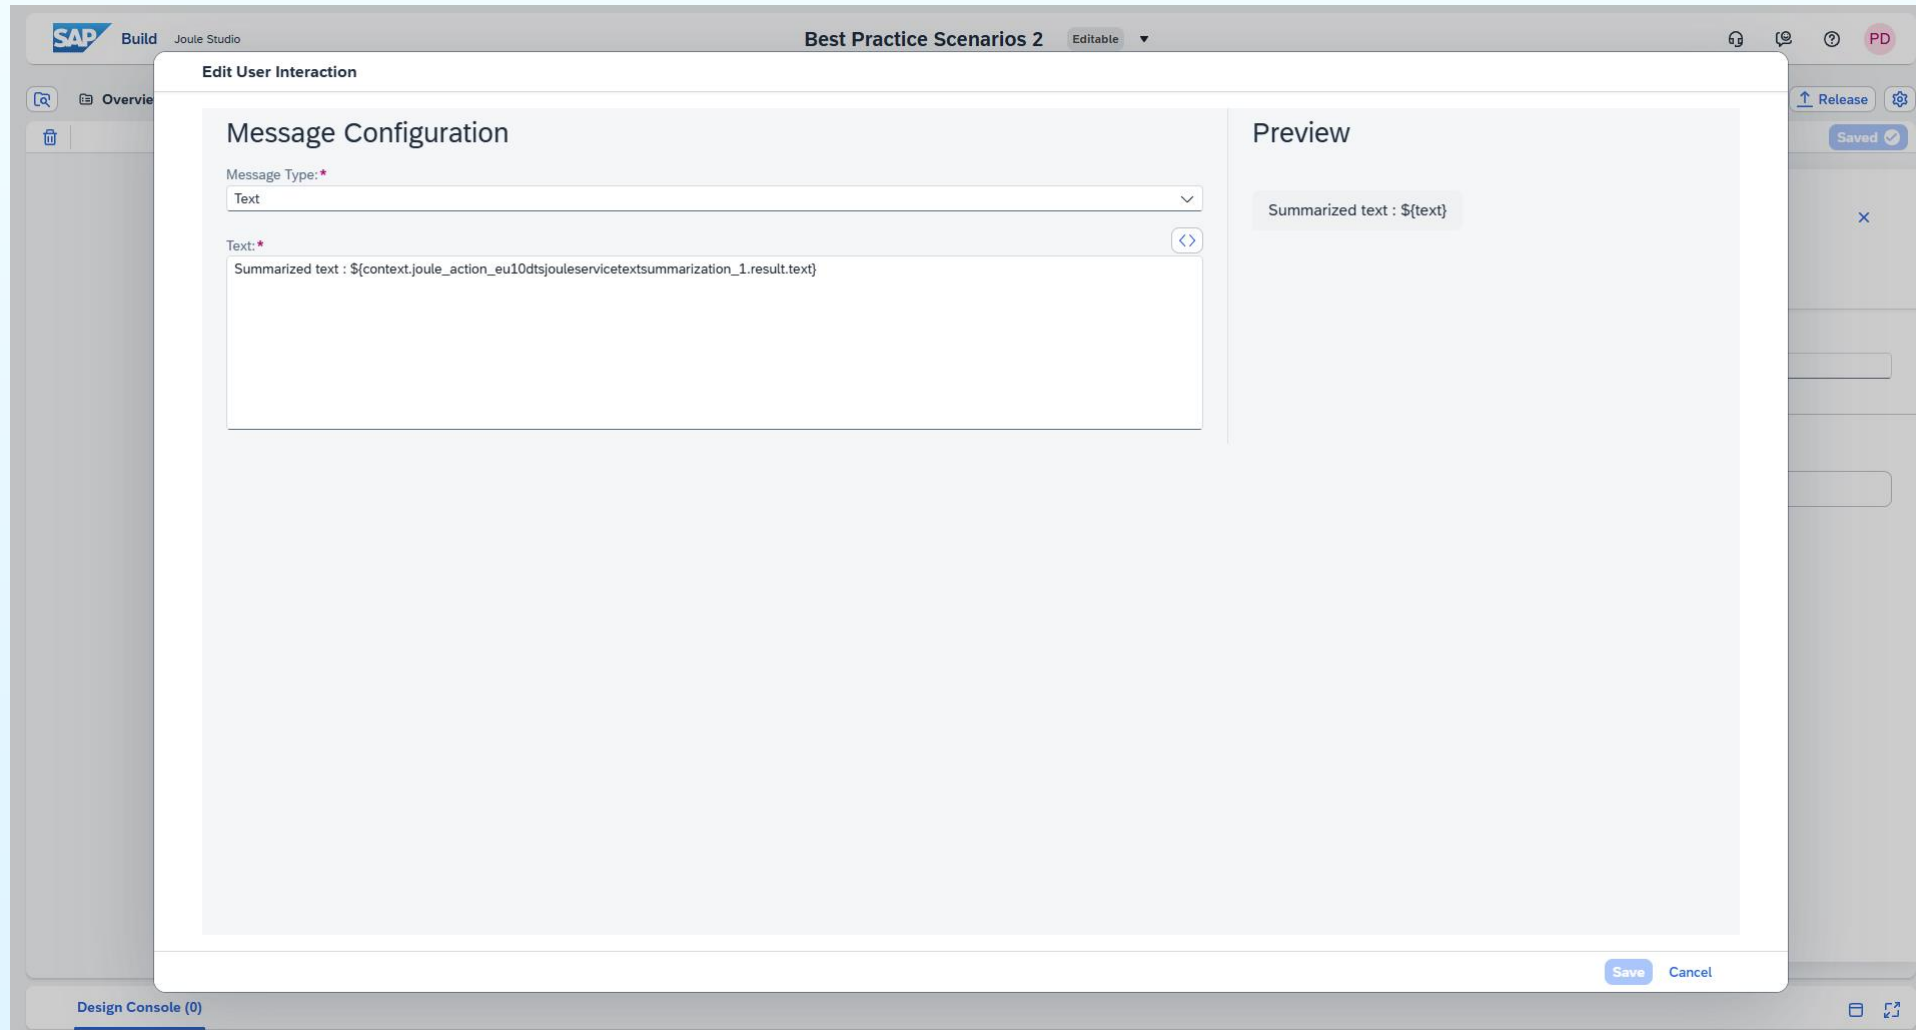 SAP Build Joule Studio Best Practice Scenarios 2 Editable PD
Edit User Interaction
Overvie
Release
Saved
Message Configuration
Message Type:*
Text
Text:*
Summarized text : ${context.joule_action_eu10dtsjouleservicetextsummarization_1.result.text}
Preview
Summarized text : ${text}
Save Cancel
Design Console (0)